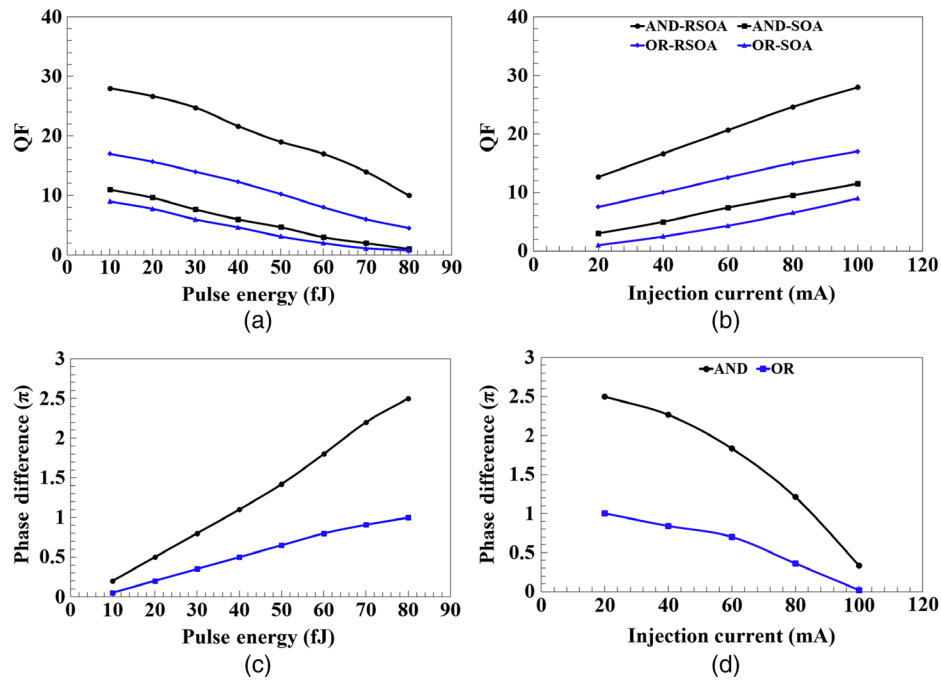 40
30
20
10
0
QF
0 10 20 30 40 50 60 70 80 90
Pulse energy (fJ)
(a)
AND-RSOA AND-SOA
OR-RSOA OR-SOA
40
30
20
10
0
QF
0 20 40 60 80 100 120
Injection current (mA)
(b)
3
2.5
2
1.5
1
0.5
0
Phase difference (π)
0 10 20 30 40 50 60 70 80 90
Pulse energy (fJ)
(c)
AND OR
3
2.5
2
1.5
1
0.5
0
Phase difference (π)
0 20 40 60 80 100 120
Injection current (mA)
(d)